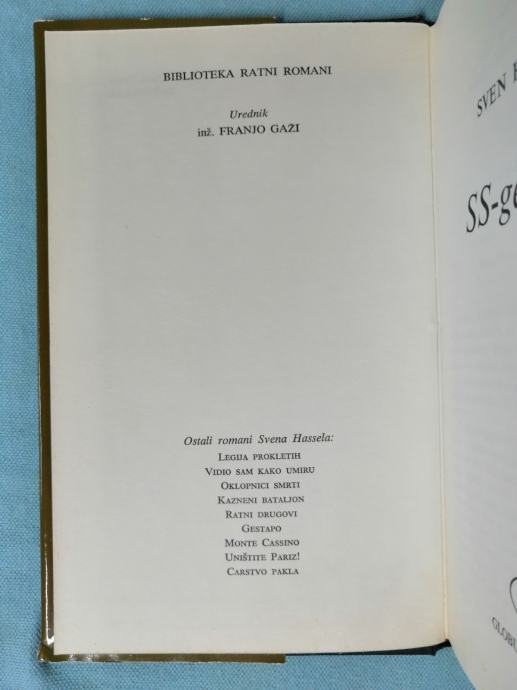 BIBLIOTEKA RATNI ROMANI
Urednik
inž. FRANJO GAŽI
Ostali romani Svena Hassela:
LEGIJA PROKLETIH
VIDIO SAM KAKO UMIRU
OKLOPNICI SMRTI
KAZNENI BATALJON
RATNI DRUGOVI
GESTAPO
MONTE CASSINO
UNIŠTITE PARIZ!
CARSTVO PAKLA
SVEN